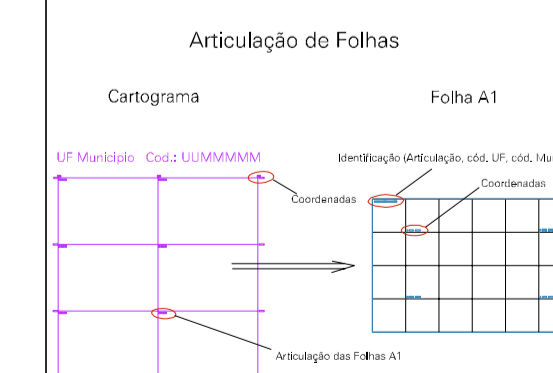 Articulação de Folhas
Cartograma
Folha A1
UF Municipio Cod.: UUMMMMM
Identificação (Articulação, cód. UF, cód. Mu
Coordenadas
Coordenadas
Articulação das Folhas A1